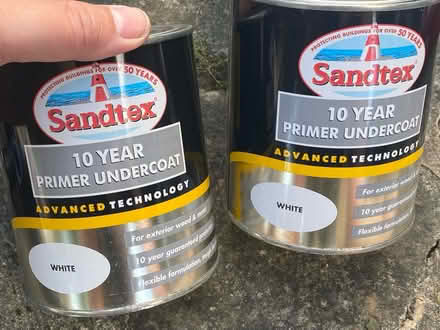 PROTECTING BUILDINGS FOR OVER 50 YEARS
Sandtex
10 YEAR
PRIMER UNDERCOAT
ADVANCED TECHNOLOGY
For exterior wood &
10 year guaranteed
Flexible formulation,
WHITE
PROTECTING BUILDINGS FOR OVER 50 YEARS
Sandtex
10 YEAR
PRIMER UNDERCOAT
ADVANCED TECHNOLOGY
For exterior wood &
10 year guaranteed
Flexible formulation,
WHITE